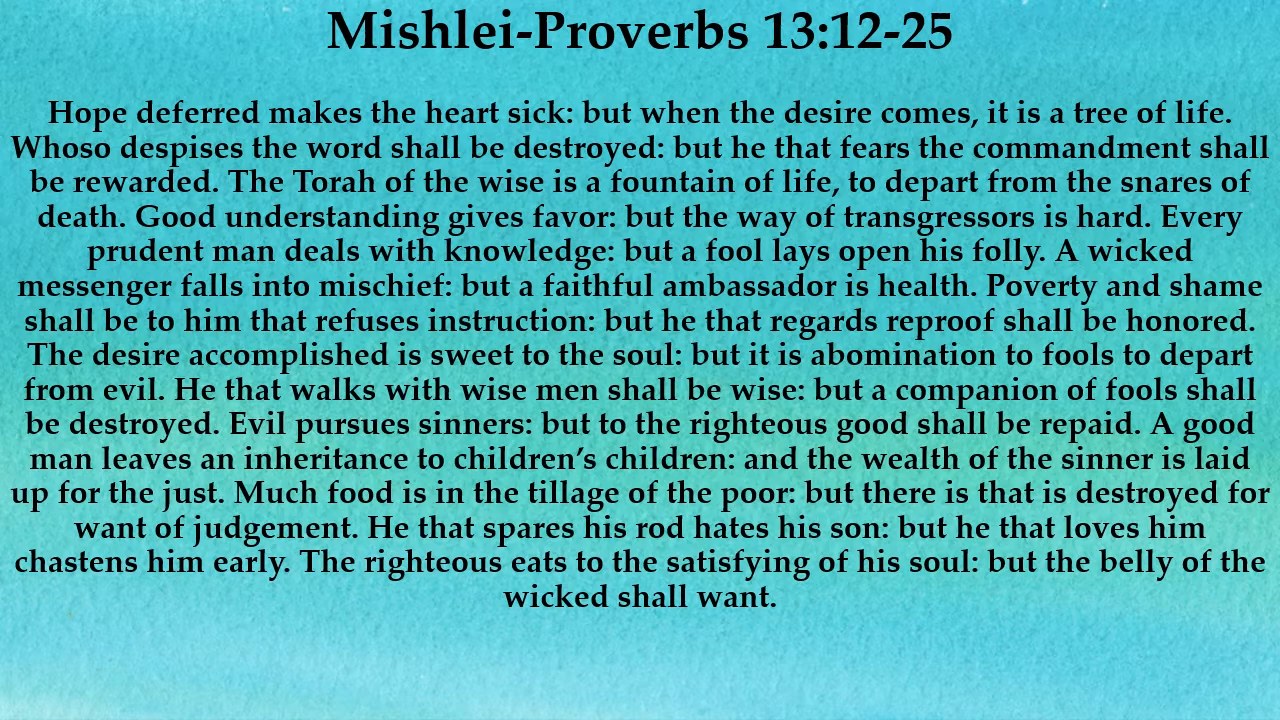 Mishlei-Proverbs 13:12-25
Hope deferred makes the heart sick: but when the desire comes, it is a tree of life.
Whoso despises the word shall be destroyed: but he that fears the commandment shall
be rewarded. The Torah of the wise is a fountain of life, to depart from the snares of
death. Good understanding gives favor: but the way of transgressors is hard. Every
prudent man deals with knowledge: but a fool lays open his folly. A wicked
messenger falls into mischief: but a faithful ambassador is health. Poverty and shame
shall be to him that refuses instruction: but he that regards reproof shall be honored.
The desire accomplished is sweet to the soul: but it is abomination to fools to depart
from evil. He that walks with wise men shall be wise: but a companion of fools shall
be destroyed. Evil pursues sinners: but to the righteous good shall be repaid. A good
man leaves an inheritance to children’s children: and the wealth of the sinner is laid
up for the just. Much food is in the tillage of the poor: but there is that is destroyed for
want of judgement. He that spares his rod hates his son: but he that loves him
chastens him early. The righteous eats to the satisfying of his soul: but the belly of the
wicked shall want.